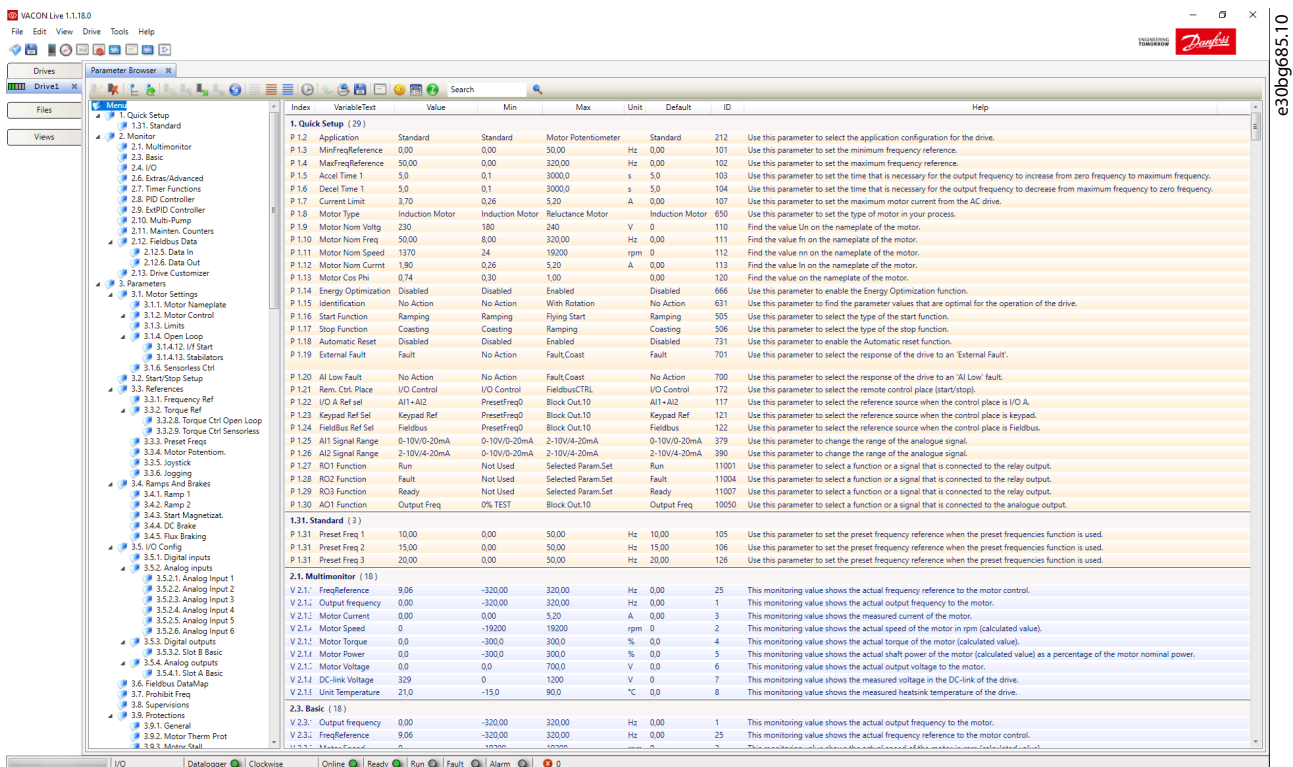 VACON Live 1.1.18.0
File Edit View Drive Tools Help
ENGINEERING TOMORROW Danfoss
e30bg685.10
Drives
Drive1
Files
Views
Parameter Browser
Search
Menu
1. Quick Setup
1.31. Standard
2. Monitor
2.1. Multimonitor
2.3. Basic
2.4. I/O
2.6. Extras/Advanced
2.7. Timer Functions
2.8. PID Controller
2.9. ExtPID Controller
2.10. Multi-Pump
2.11. Mainten. Counters
2.12. Fieldbus Data
2.12.5. Data In
2.12.6. Data Out
2.13. Drive Customizer
3. Parameters
3.1. Motor Settings
3.1.1. Motor Nameplate
3.1.2. Motor Control
3.1.3. Limits
3.1.4. Open Loop
3.1.4.12. I/f Start
3.1.4.13. Stabilators
3.1.6. Sensorless Ctrl
3.2. Start/Stop Setup
3.3. References
3.3.1. Frequency Ref
3.3.2. Torque Ref
3.3.2.8. Torque Ctrl Open Loop
3.3.2.9. Torque Ctrl Sensorless
3.3.3. Preset Freqs
3.3.4. Motor Potentiom.
3.3.5. Joystick
3.3.6. Jogging
3.4. Ramps And Brakes
3.4.1. Ramp 1
3.4.2. Ramp 2
3.4.3. Start Magnetizat.
3.4.4. DC Brake
3.4.5. Flux Braking
3.5. I/O Config
3.5.1. Digital inputs
3.5.2. Analog inputs
3.5.2.1. Analog Input 1
3.5.2.2. Analog Input 2
3.5.2.3. Analog Input 3
3.5.2.4. Analog Input 4
3.5.2.5. Analog Input 5
3.5.2.6. Analog Input 6
3.5.3. Digital outputs
3.5.3.2. Slot B Basic
3.5.4. Analog outputs
3.5.4.1. Slot A Basic
3.6. Fieldbus DataMap
3.7. Prohibit Freq
3.8. Supervisions
3.9. Protections
3.9.1. General
3.9.2. Motor Therm Prot
3.9.3. Motor Stall
Index VariableText Value Min Max Unit Default ID Help
1. Quick Setup ( 29 )
P 1.2 Application Standard Standard Motor Potentiometer Standard 212 Use this parameter to select the application configuration for the drive.
P 1.3 MinFreqReference 0,00 0,00 50,00 Hz 0,00 101 Use this parameter to set the minimum frequency reference.
P 1.4 MaxFreqReference 50,00 0,00 320,00 Hz 0,00 102 Use this parameter to set the maximum frequency reference.
P 1.5 Accel Time 1 5,0 0,1 3000,0 s 5,0 103 Use this parameter to set the time that is necessary for the output frequency to increase from zero frequency to maximum frequency.
P 1.6 Decel Time 1 5,0 0,1 3000,0 s 5,0 104 Use this parameter to set the time that is necessary for the output frequency to decrease from maximum frequency to zero frequency.
P 1.7 Current Limit 3,70 0,26 5,20 A 0,00 107 Use this parameter to set the maximum motor current from the AC drive.
P 1.8 Motor Type Induction Motor Induction Motor Reluctance Motor Induction Motor 650 Use this parameter to set the type of motor in your process.
P 1.9 Motor Nom Voltg 230 180 240 V 0 110 Find the value Un on the nameplate of the motor.
P 1.10 Motor Nom Freq 50,00 8,00 320,00 Hz 0,00 111 Find the value fn on the nameplate of the motor.
P 1.11 Motor Nom Speed 1370 24 19200 rpm 0 112 Find the value nn on the nameplate of the motor.
P 1.12 Motor Nom Currnt 1,90 0,26 5,20 A 0,00 113 Find the value In on the nameplate of the motor.
P 1.13 Motor Cos Phi 0,74 0,30 1,00 0,00 120 Find the value on the nameplate of the motor.
P 1.14 Energy Optimization Disabled Disabled Enabled Disabled 666 Use this parameter to enable the Energy Optimization function.
P 1.15 Identification No Action No Action With Rotation No Action 631 Use this parameter to find the parameter values that are optimal for the operation of the drive.
P 1.16 Start Function Ramping Ramping Flying Start Ramping 505 Use this parameter to select the type of the start function.
P 1.17 Stop Function Coasting Coasting Ramping Coasting 506 Use this parameter to select the type of the stop function.
P 1.18 Automatic Reset Disabled Disabled Enabled Disabled 731 Use this parameter to enable the Automatic reset function.
P 1.19 External Fault Fault No Action Fault,Coast Fault 701 Use this parameter to select the response of the drive to an 'External Fault'.
P 1.20 AI Low Fault No Action No Action Fault,Coast No Action 700 Use this parameter to select the response of the drive to an 'AI Low' fault.
P 1.21 Rem. Ctrl. Place I/O Control I/O Control FieldbusCTRL I/O Control 172 Use this parameter to select the remote control place (start/stop).
P 1.22 I/O A Ref sel AI1+AI2 PresetFreq0 Block Out.10 AI1+AI2 117 Use this parameter to select the reference source when the control place is I/O A.
P 1.23 Keypad Ref Sel Keypad Ref PresetFreq0 Block Out.10 Keypad Ref 121 Use this parameter to select the reference source when the control place is keypad.
P 1.24 FieldBus Ref Sel Fieldbus PresetFreq0 Block Out.10 Fieldbus 122 Use this parameter to select the reference source when the control place is Fieldbus.
P 1.25 AI1 Signal Range 0-10V/0-20mA 0-10V/0-20mA 2-10V/4-20mA 0-10V/0-20mA 379 Use this parameter to change the range of the analogue signal.
P 1.26 AI2 Signal Range 2-10V/4-20mA 0-10V/0-20mA 2-10V/4-20mA 2-10V/4-20mA 390 Use this parameter to change the range of the analogue signal.
P 1.27 RO1 Function Run Not Used Selected Param.Set Run 11001 Use this parameter to select a function or a signal that is connected to the relay output.
P 1.28 RO2 Function Fault Not Used Selected Param.Set Fault 11004 Use this parameter to select a function or a signal that is connected to the relay output.
P 1.29 RO3 Function Ready Not Used Selected Param.Set Ready 11007 Use this parameter to select a function or a signal that is connected to the relay output.
P 1.30 AO1 Function Output Freq 0% TEST Block Out.10 Output Freq 10050 Use this parameter to select a function or a signal that is connected to the analogue output.
1.31. Standard ( 3 )
P 1.31 Preset Freq 1 10,00 0,00 50,00 Hz 10,00 105 Use this parameter to set the preset frequency reference when the preset frequencies function is used.
P 1.31 Preset Freq 2 15,00 0,00 50,00 Hz 15,00 106 Use this parameter to set the preset frequency reference when the preset frequencies function is used.
P 1.31 Preset Freq 3 20,00 0,00 50,00 Hz 20,00 126 Use this parameter to set the preset frequency reference when the preset frequencies function is used.
2.1. Multimonitor ( 18 )
V 2.1. FreqReference 9,06 -320,00 320,00 Hz 0,00 25 This monitoring value shows the actual frequency reference to the motor control.
V 2.1.2 Output frequency 0,00 -320,00 320,00 Hz 0,00 1 This monitoring value shows the actual output frequency to the motor.
V 2.1.3 Motor Current 0,00 0,00 5,20 A 0,00 3 This monitoring value shows the measured current of the motor.
V 2.1.4 Motor Speed 0 -19200 19200 rpm 0 2 This monitoring value shows the actual speed of the motor in rpm (calculated value).
V 2.1.5 Motor Torque 0,0 -300,0 300,0 % 0,0 4 This monitoring value shows the actual torque of the motor (calculated value).
V 2.1.6 Motor Power 0,0 -300,0 300,0 % 0,0 5 This monitoring value shows the actual shaft power of the motor (calculated value) as a percentage of the motor nominal power.
V 2.1.7 Motor Voltage 0,0 0,0 700,0 V 0,0 6 This monitoring value shows the actual output voltage to the motor.
V 2.1.8 DC-link Voltage 329 0 1200 V 0 7 This monitoring value shows the measured voltage in the DC-link of the drive.
V 2.1.9 Unit Temperature 21,0 -15,0 90,0 °C 0,0 8 This monitoring value shows the measured heatsink temperature of the drive.
2.3. Basic ( 18 )
V 2.3. Output frequency 0,00 -320,00 320,00 Hz 0,00 1 This monitoring value shows the actual output frequency to the motor.
V 2.3.2 FreqReference 9,06 -320,00 320,00 Hz 0,00 25 This monitoring value shows the actual frequency reference to the motor control.
I/O Datalogger Clockwise Online Ready Run Fault Alarm 0